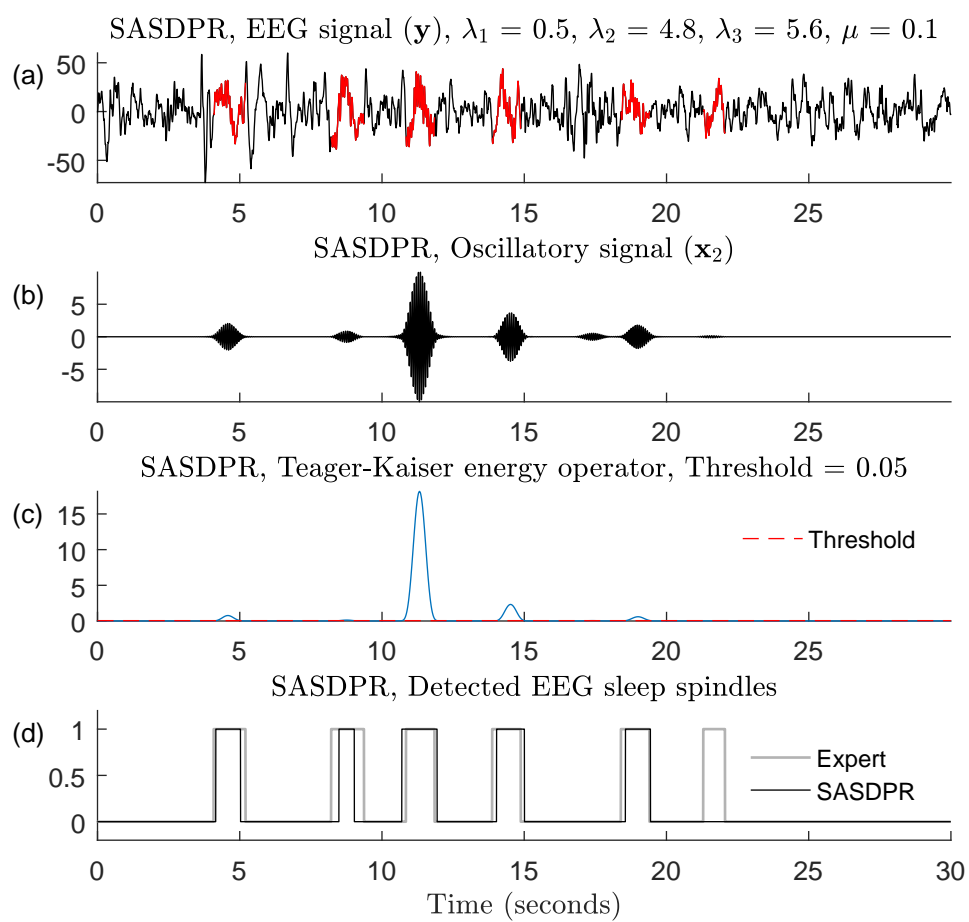 SASDPR, EEG signal (y), λ1 = 0.5, λ2 = 4.8, λ3 = 5.6, μ = 0.1
(a)
50
0
-50
0 5 10 15 20 25
SASDPR, Oscillatory signal (x2)
(b)
5
0
-5
0 5 10 15 20 25
SASDPR, Teager-Kaiser energy operator, Threshold = 0.05
(c)
15
10
5
0
Threshold
0 5 10 15 20 25
SASDPR, Detected EEG sleep spindles
(d)
1
0.5
0
Expert
SASDPR
0 5 10 15 20 25 30
Time (seconds)